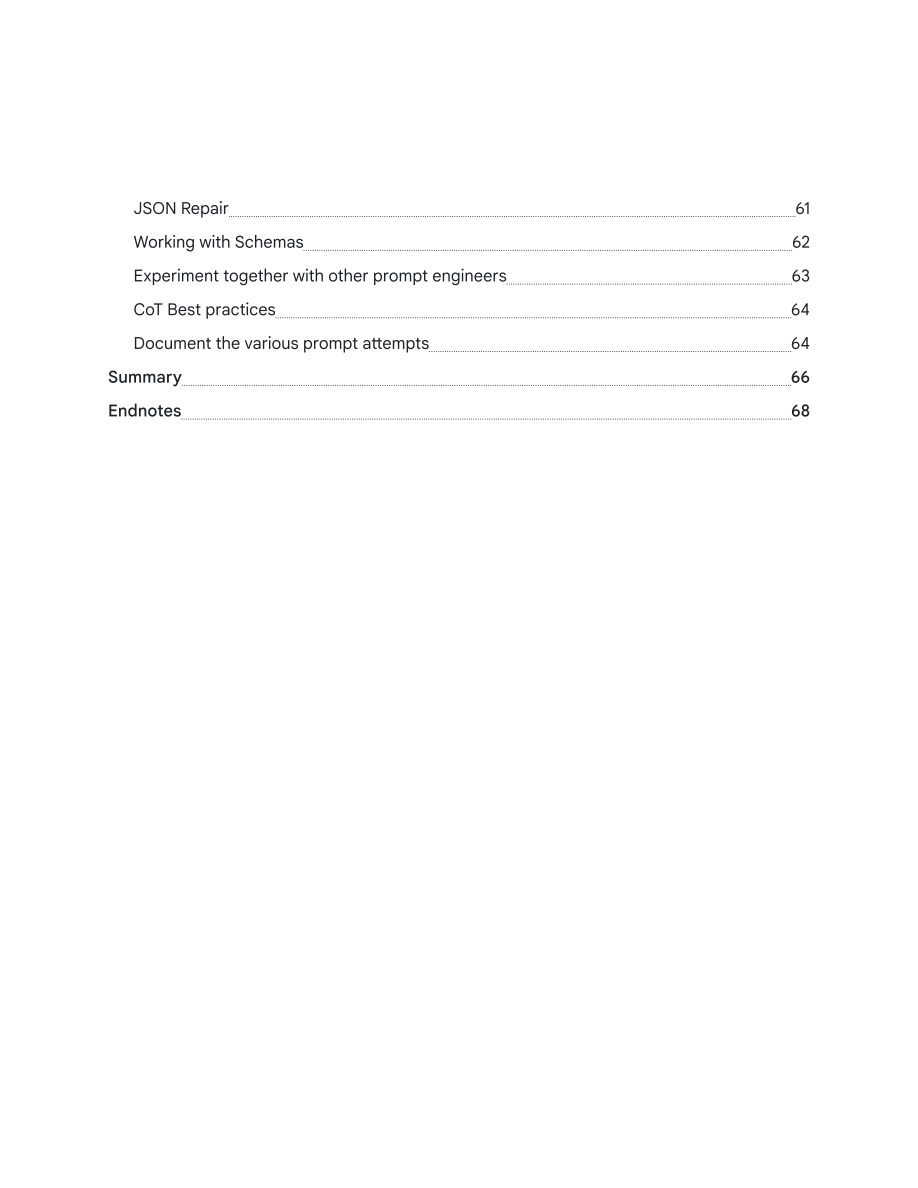 JSON Repair 61
Working with Schemas 62
Experiment together with other prompt engineers 63
CoT Best practices 64
Document the various prompt attempts 64
Summary 66
Endnotes 68